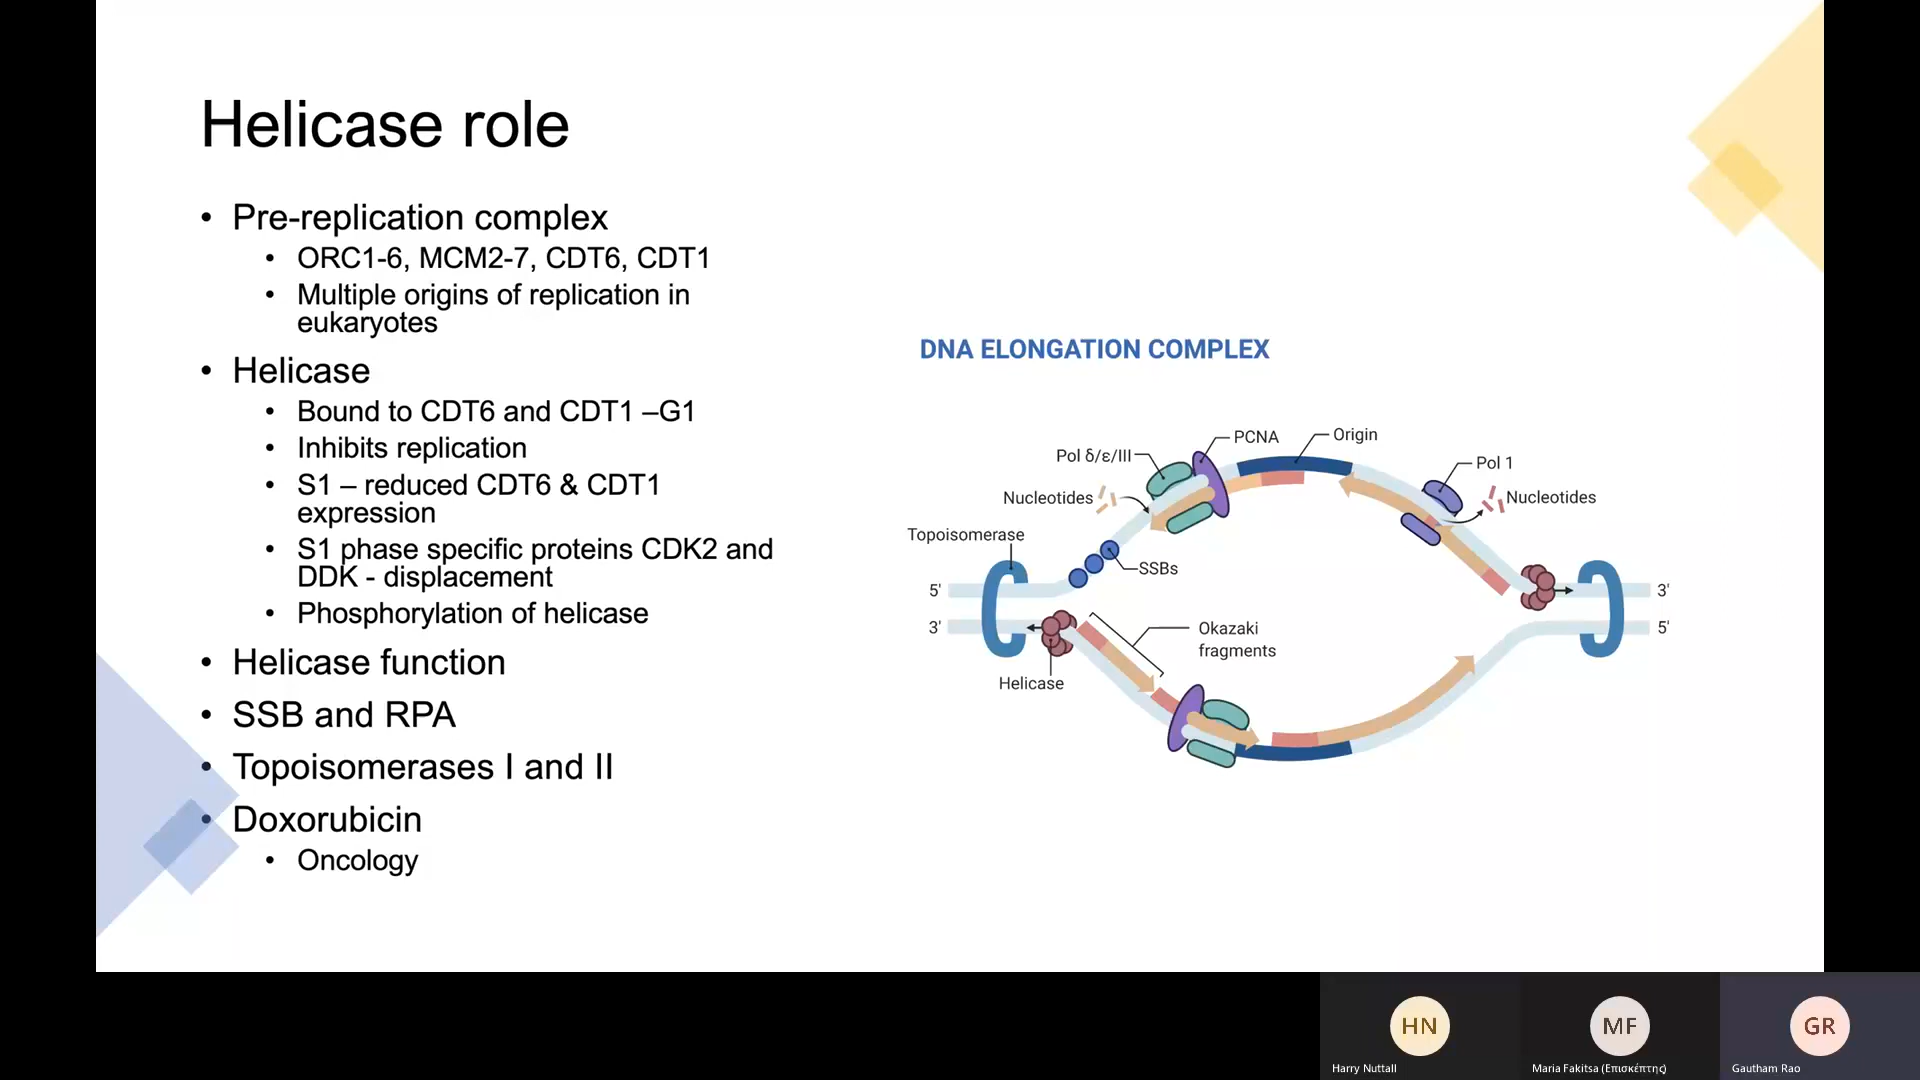 Helicase role
• Pre-replication complex
• ORC1-6, MCM2-7, CDT6, CDT1
• Multiple origins of replication in
eukaryotes
• Helicase
• Bound to CDT6 and CDT1 –G1
• Inhibits replication
• S1 – reduced CDT6 & CDT1
expression
• S1 phase specific proteins CDK2 and
DDK - displacement
• Phosphorylation of helicase
• Helicase function
• SSB and RPA
• Topoisomerases I and II
• Doxorubicin
• Oncology
DNA ELONGATION COMPLEX
PCNA
Origin
Pol δ/ε/III
Pol 1
Nucleotides
Nucleotides
Topoisomerase
SSBs
5'
3'
3'
5'
Okazaki
fragments
Helicase
HN
Harry Nuttall
MF
Maria Fakitsa (Επισκέπτης)
GR
Gautham Rao